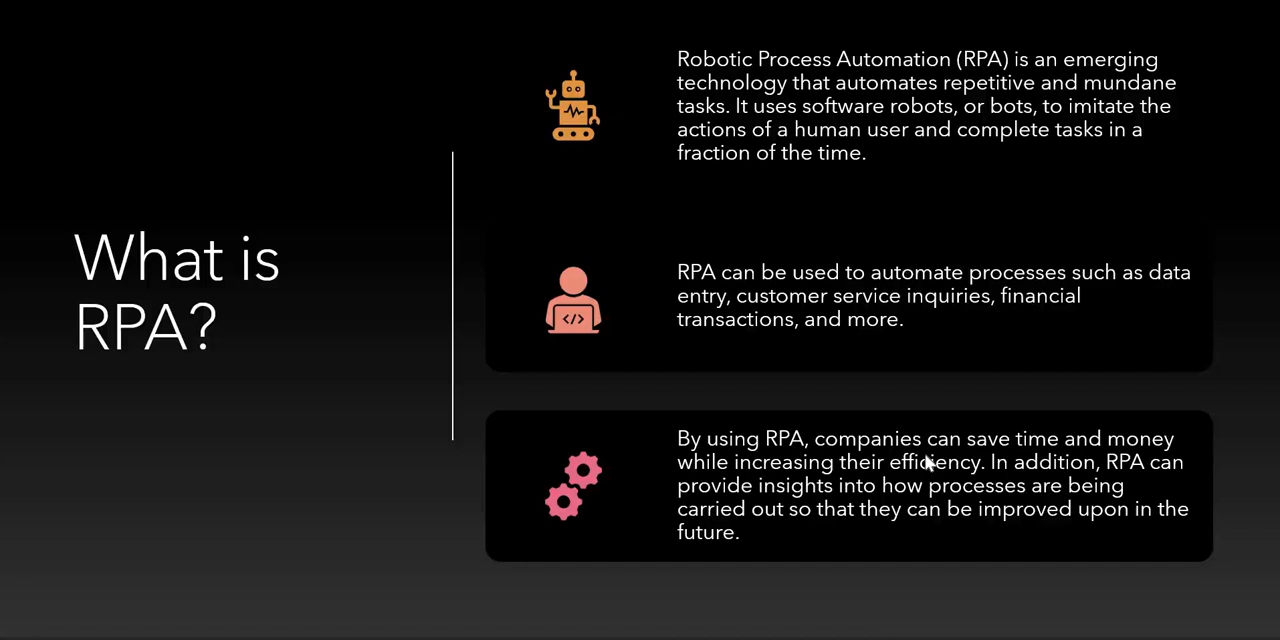 What is
RPA?
Robotic Process Automation (RPA) is an emerging
technology that automates repetitive and mundane
tasks. It uses software robots, or bots, to imitate the
actions of a human user and complete tasks in a
fraction of the time.
</>
RPA can be used to automate processes such as data
entry, customer service inquiries, financial
transactions, and more.
By using RPA, companies can save time and money
while increasing their efficiency. In addition, RPA can
provide insights into how processes are being
carried out so that they can be improved upon in the
future.